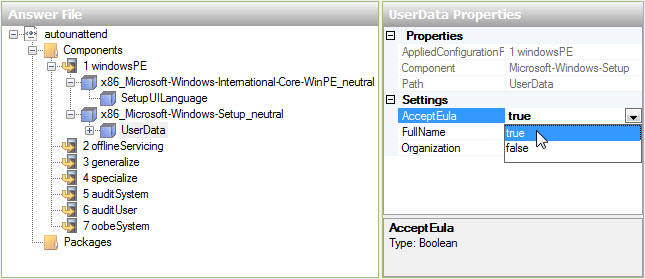 Answer File
autounattend
Components
1 windowsPE
x86_Microsoft-Windows-International-Core-WinPE_neutral
SetupUILanguage
x86_Microsoft-Windows-Setup_neutral
UserData
2 offlineServicing
3 generalize
4 specialize
5 auditSystem
6 auditUser
7 oobeSystem
Packages
UserData Properties
Properties
AppliedConfigurationP 1 windowsPE
Component Microsoft-Windows-Setup
Path UserData
Settings
AcceptEula true
FullName true
Organization false
AcceptEula
Type: Boolean